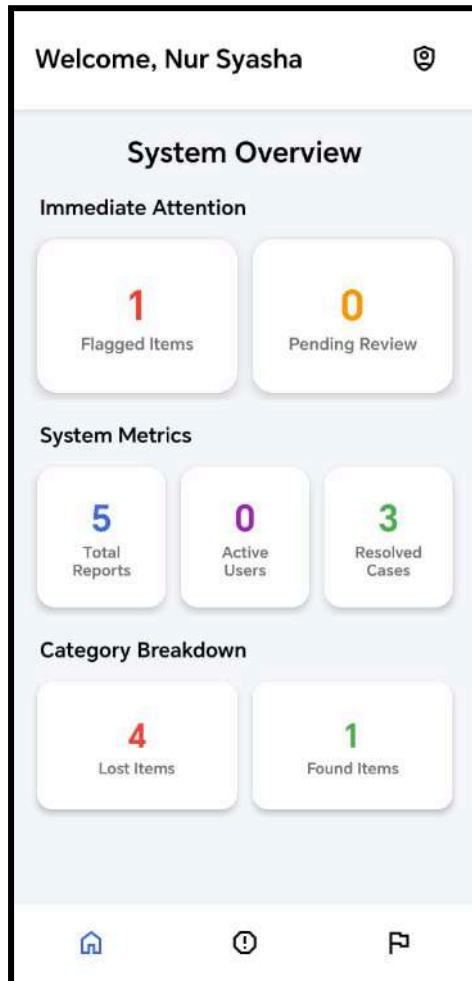 Welcome, Nur Syasha
System Overview
Immediate Attention
1
Flagged Items
0
Pending Review
System Metrics
5
Total
Reports
0
Active
Users
3
Resolved
Cases
Category Breakdown
4
Lost Items
1
Found Items